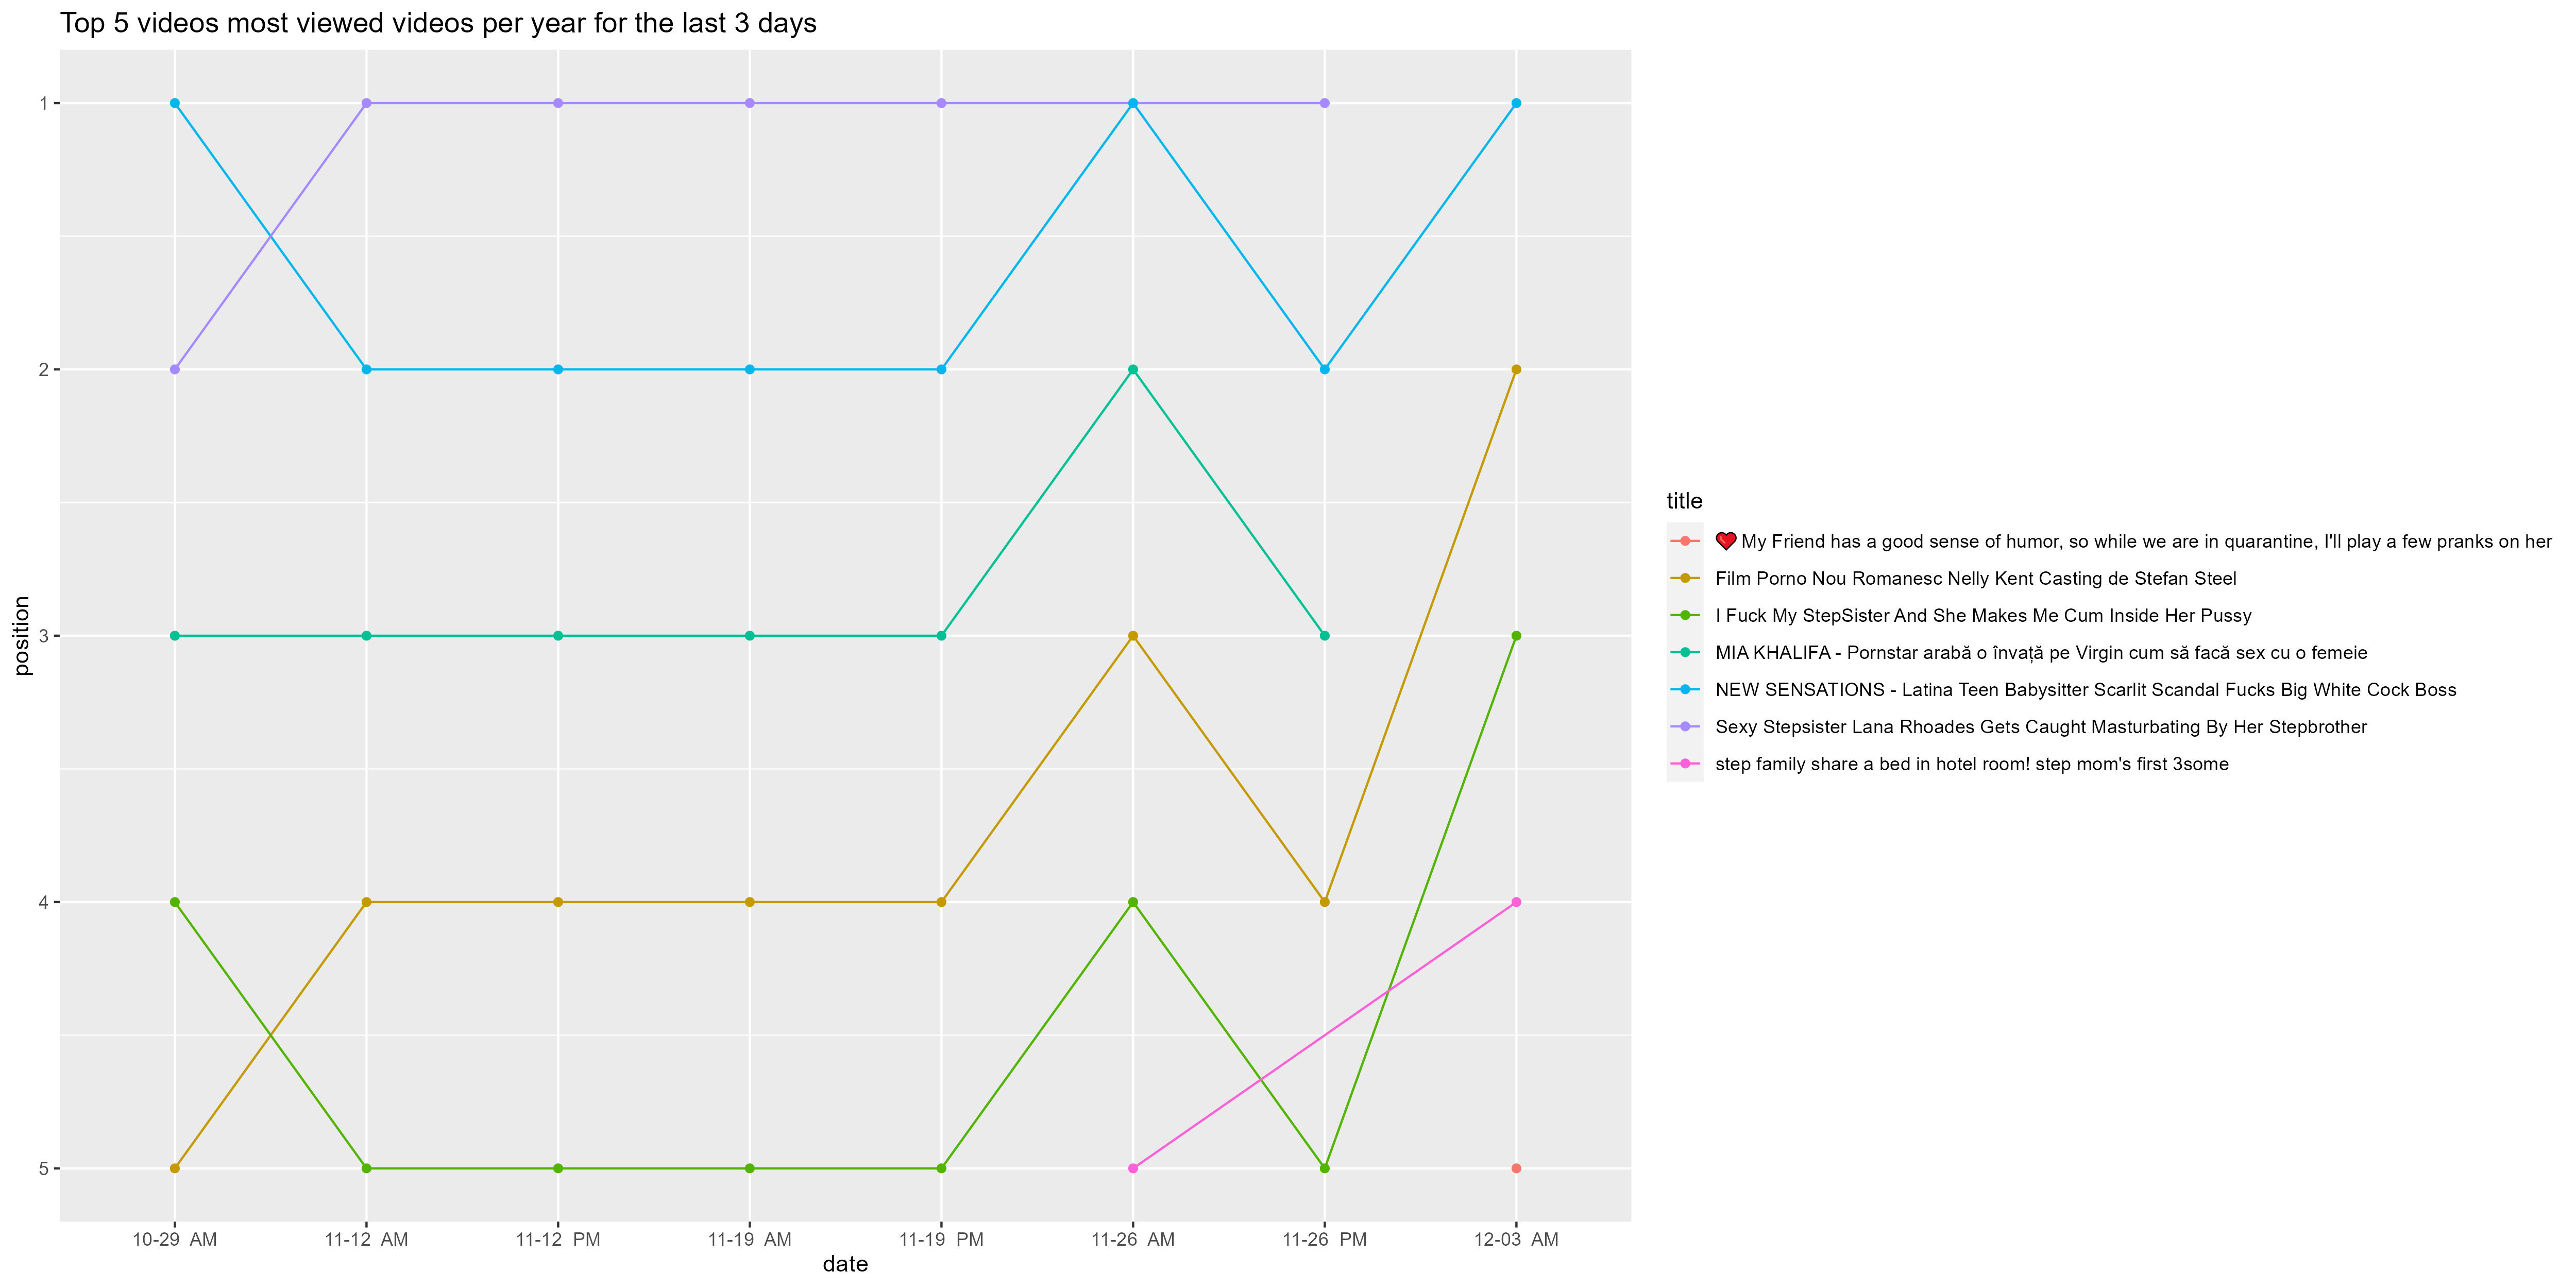 Top 5 videos most viewed videos per year for the last 3 days
position
1
2
3
4
5
10-29 AM
11-12 AM
11-12 PM
11-19 AM
11-19 PM
11-26 AM
11-26 PM
12-03 AM
date
title
❤ My Friend has a good sense of humor, so while we are in quarantine, I'll play a few pranks on her
Film Porno Nou Romanesc Nelly Kent Casting de Stefan Steel
I Fuck My StepSister And She Makes Me Cum Inside Her Pussy
MIA KHALIFA - Pornstar arabă o învață pe Virgin cum să facă sex cu o femeie
NEW SENSATIONS - Latina Teen Babysitter Scarlit Scandal Fucks Big White Cock Boss
Sexy Stepsister Lana Rhoades Gets Caught Masturbating By Her Stepbrother
step family share a bed in hotel room! step mom's first 3some